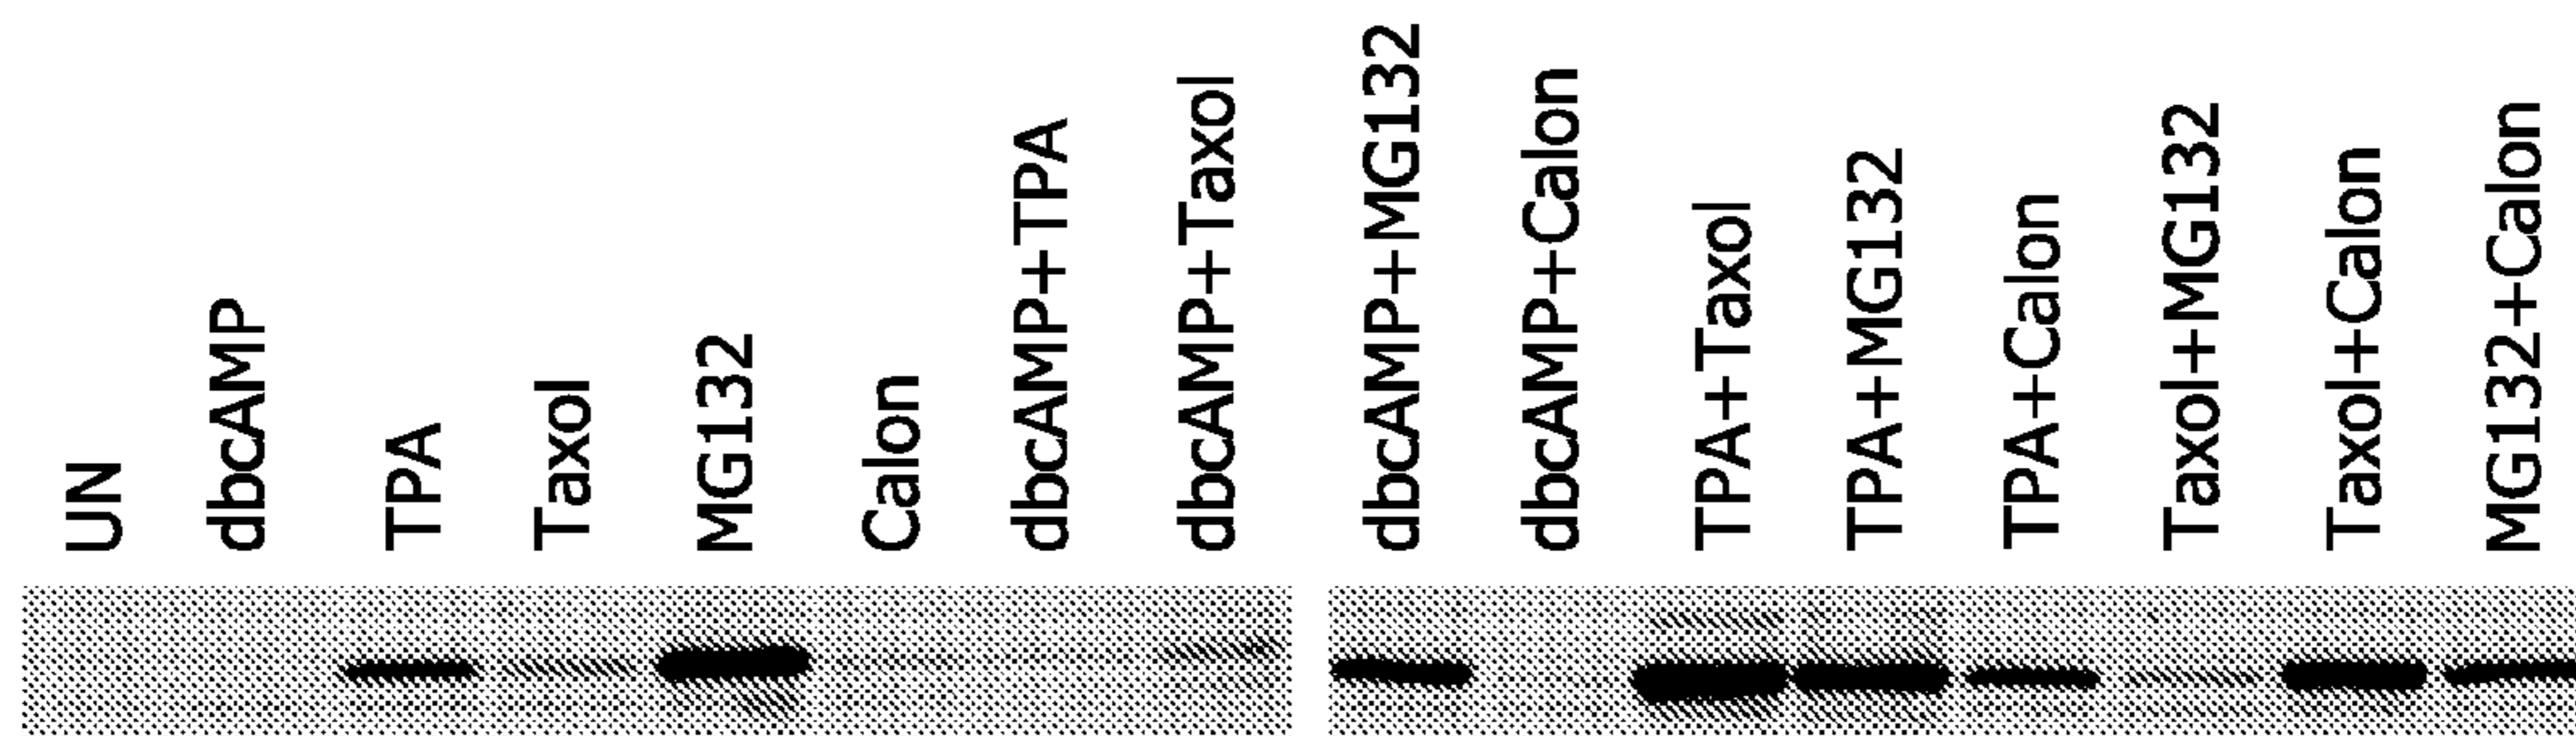 UN
dbcAMP
TPA
Taxol
MG132
Calon
dbcAMP+TPA
dbcAMP+Taxol
dbcAMP+MG132
dbcAMP+Calon
TPA+Taxol
TPA+MG132
TPA+Calon
Taxol+MG132
Taxol+Calon
MG132+Calon